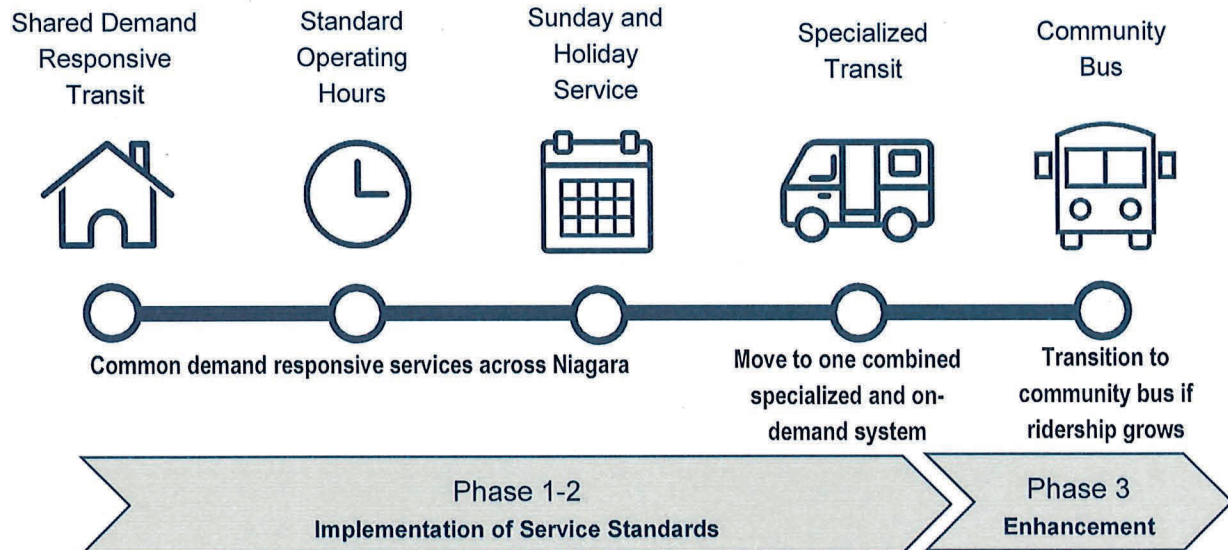 Shared Demand
Responsive
Transit
Standard
Operating
Hours
Sunday and
Holiday
Service
Specialized
Transit
Community
Bus
Common demand responsive services across Niagara
Move to one combined
specialized and on-
demand system
Transition to
community bus if
ridership grows
Phase 1-2
Implementation of Service Standards
Phase 3
Enhancement